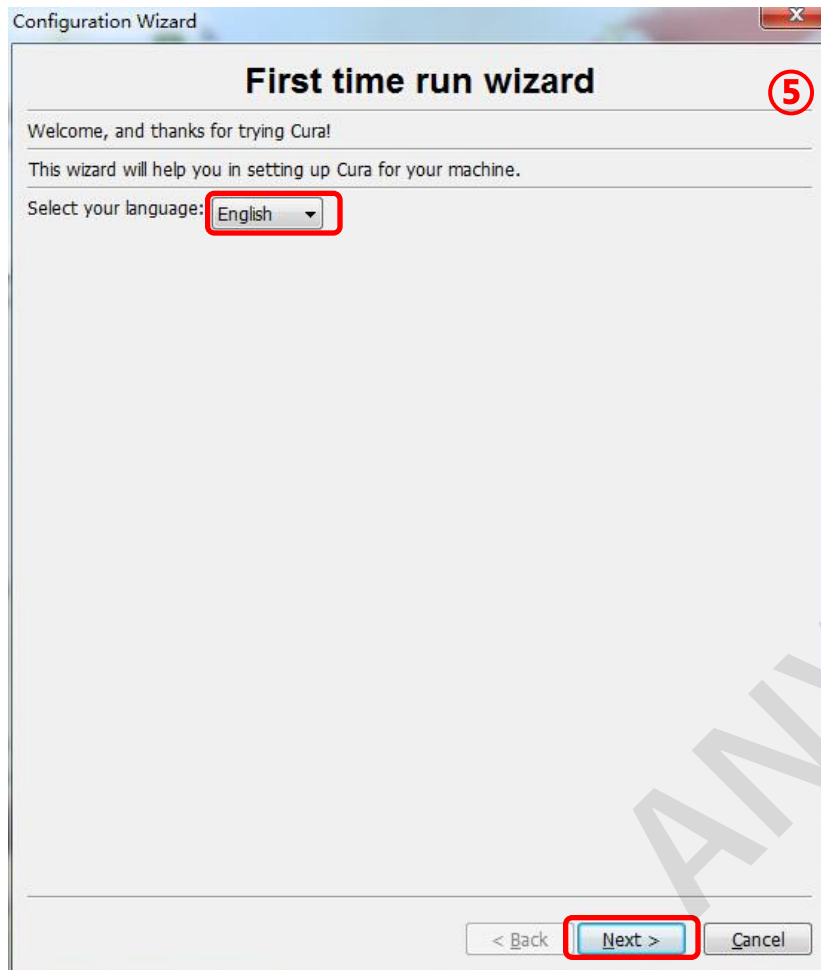 Configuration Wizard
X
First time run wizard
⑤
Welcome, and thanks for trying Cura!
This wizard will help you in setting up Cura for your machine.
Select your language: English
< Back Next > Cancel
ANY